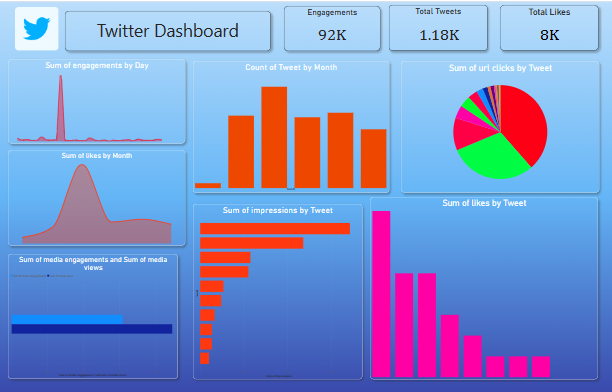 Twitter Dashboard
Engagements
92K
Total Tweets
1.18K
Total Likes
8K
Sum of engagements by Day
Count of Tweet by Month
Sum of url clicks by Tweet
Sum of likes by Month
Sum of impressions by Tweet
Sum of likes by Tweet
Sum of media engagements and Sum of media
views